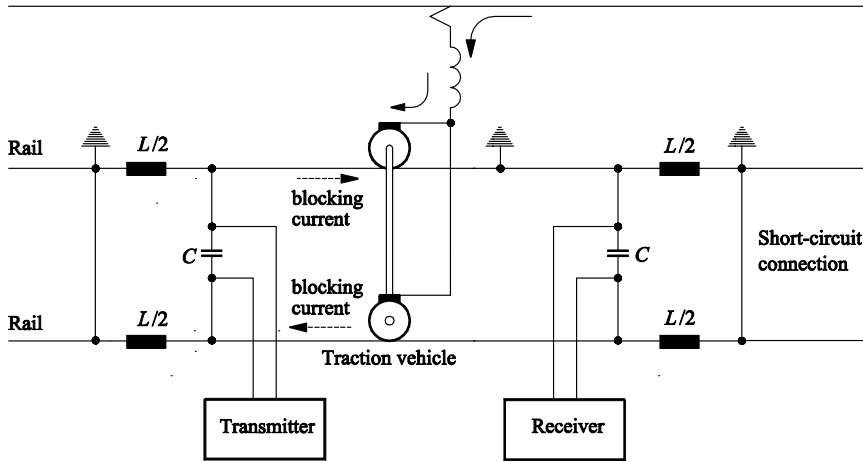 Rail
L/2
L/2
blocking
current
C
C
Short-circuit
connection
blocking
current
Rail
L/2
L/2
Traction vehicle
Transmitter
Receiver